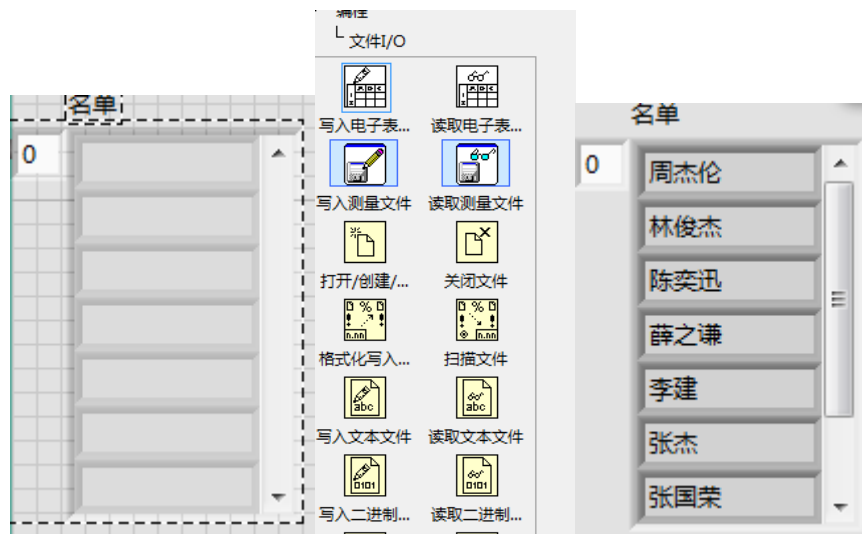 名单
0
编程
文件I/O
写入电子表...
读取电子表...
写入测量文件
读取测量文件
打开/创建/...
关闭文件
格式化写入...
扫描文件
写入文本文件
读取文本文件
写入二进制...
读取二进制...
名单
0
周杰伦
林俊杰
陈奕迅
薛之谦
李建
张杰
张国荣